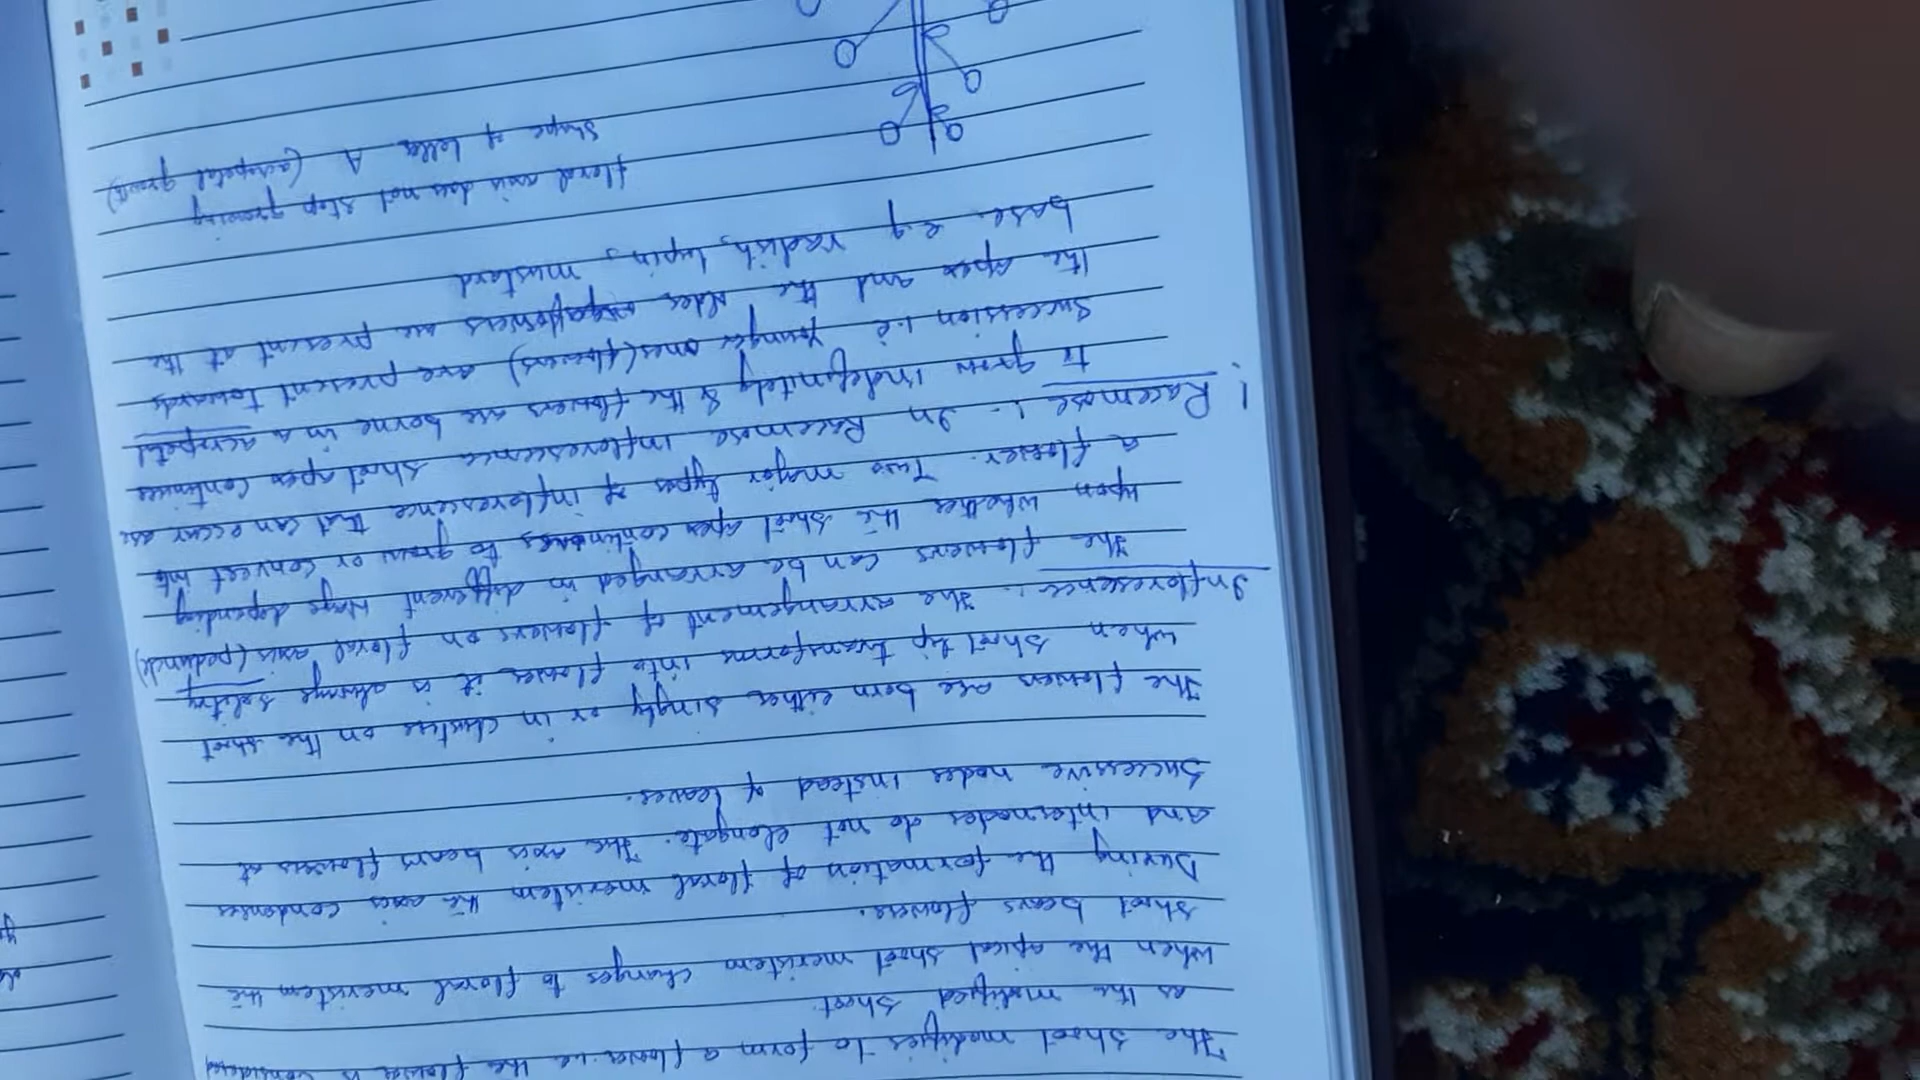 The shoot modifies to form a flower i.e the flower is considered
as the modified shoot
When the apical shoot meristem changes to floral meristem the
shoot bears flowers.
During the formation of floral meristem the axis condenses
and internodes do not elongate. The axis bears flowers at
successive nodes instead of leaves.
The flowers are born either singly or in clusters on the shoot
when shoot tip transforms into flower it is always solitary
Inflorescence :- The arrangement of flowers on floral axis (peduncle)
The flowers can be arranged in different ways depending
upon whether the shoot apex continues to grow or convert into
a flower. Two major types of inflorescence that can occur are
! Racemose :- In Racemose inflorescence shoot apex continues
to grow indefinitely & the flowers are borne in a acropetal
succession i.e younger ones (flowers) are present towards
the apex and the older flowers are present at the
base e.g radish, lupin, mustard
floral axis does not stop growing
shape of letter A (acropetal growth)